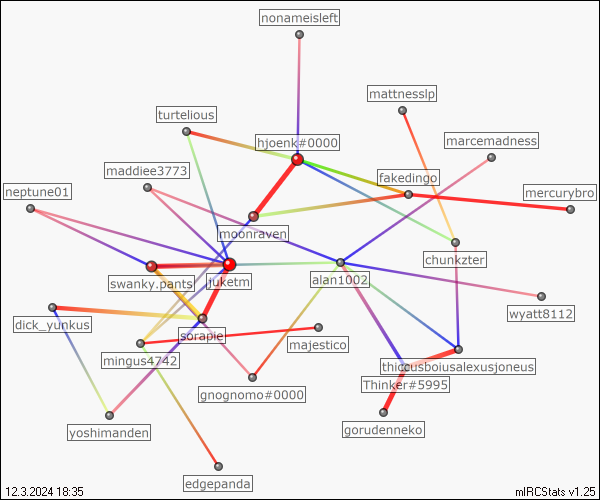 nonameisleft
mattnesslp
turtelious
hjoenk#0000
marcemadness
maddiee3773
fakedingo
neptune01
mercurybro
moonraven
chunkzter
swanky.pants
juketm
alan1002
wyatt8112
dick_yunkus
sorapie
majestico
mingus4742
thiccusboiusalexusjoneus
Thinker#5995
gnognomo#0000
gorudenneko
yoshimanden
edgepanda
12.3.2024 18:35
mIRCStats v1.25